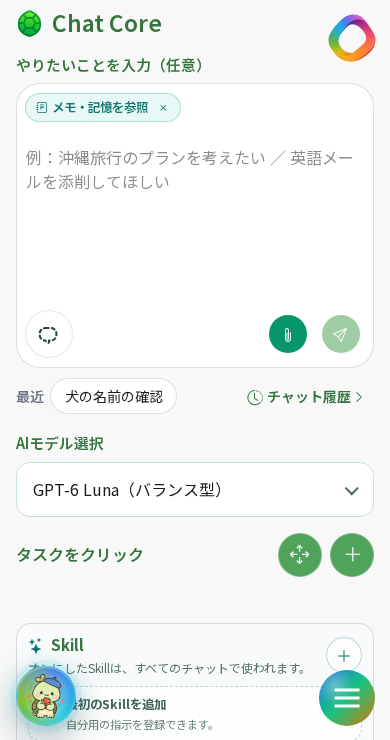 Chat Core
やりたいことを入力（任意）
メモ・記憶を参照 ×
例：沖縄旅行のプランを考えたい ／ 英語メー
ルを添削してほしい
最近 犬の名前の確認 チャット履歴
AIモデル選択
GPT-6 Luna（バランス型）
タスクをクリック
Skill
したSkillは、すべてのチャットで使われます。
初のSkillを追加
自分用の指示を登録できます。